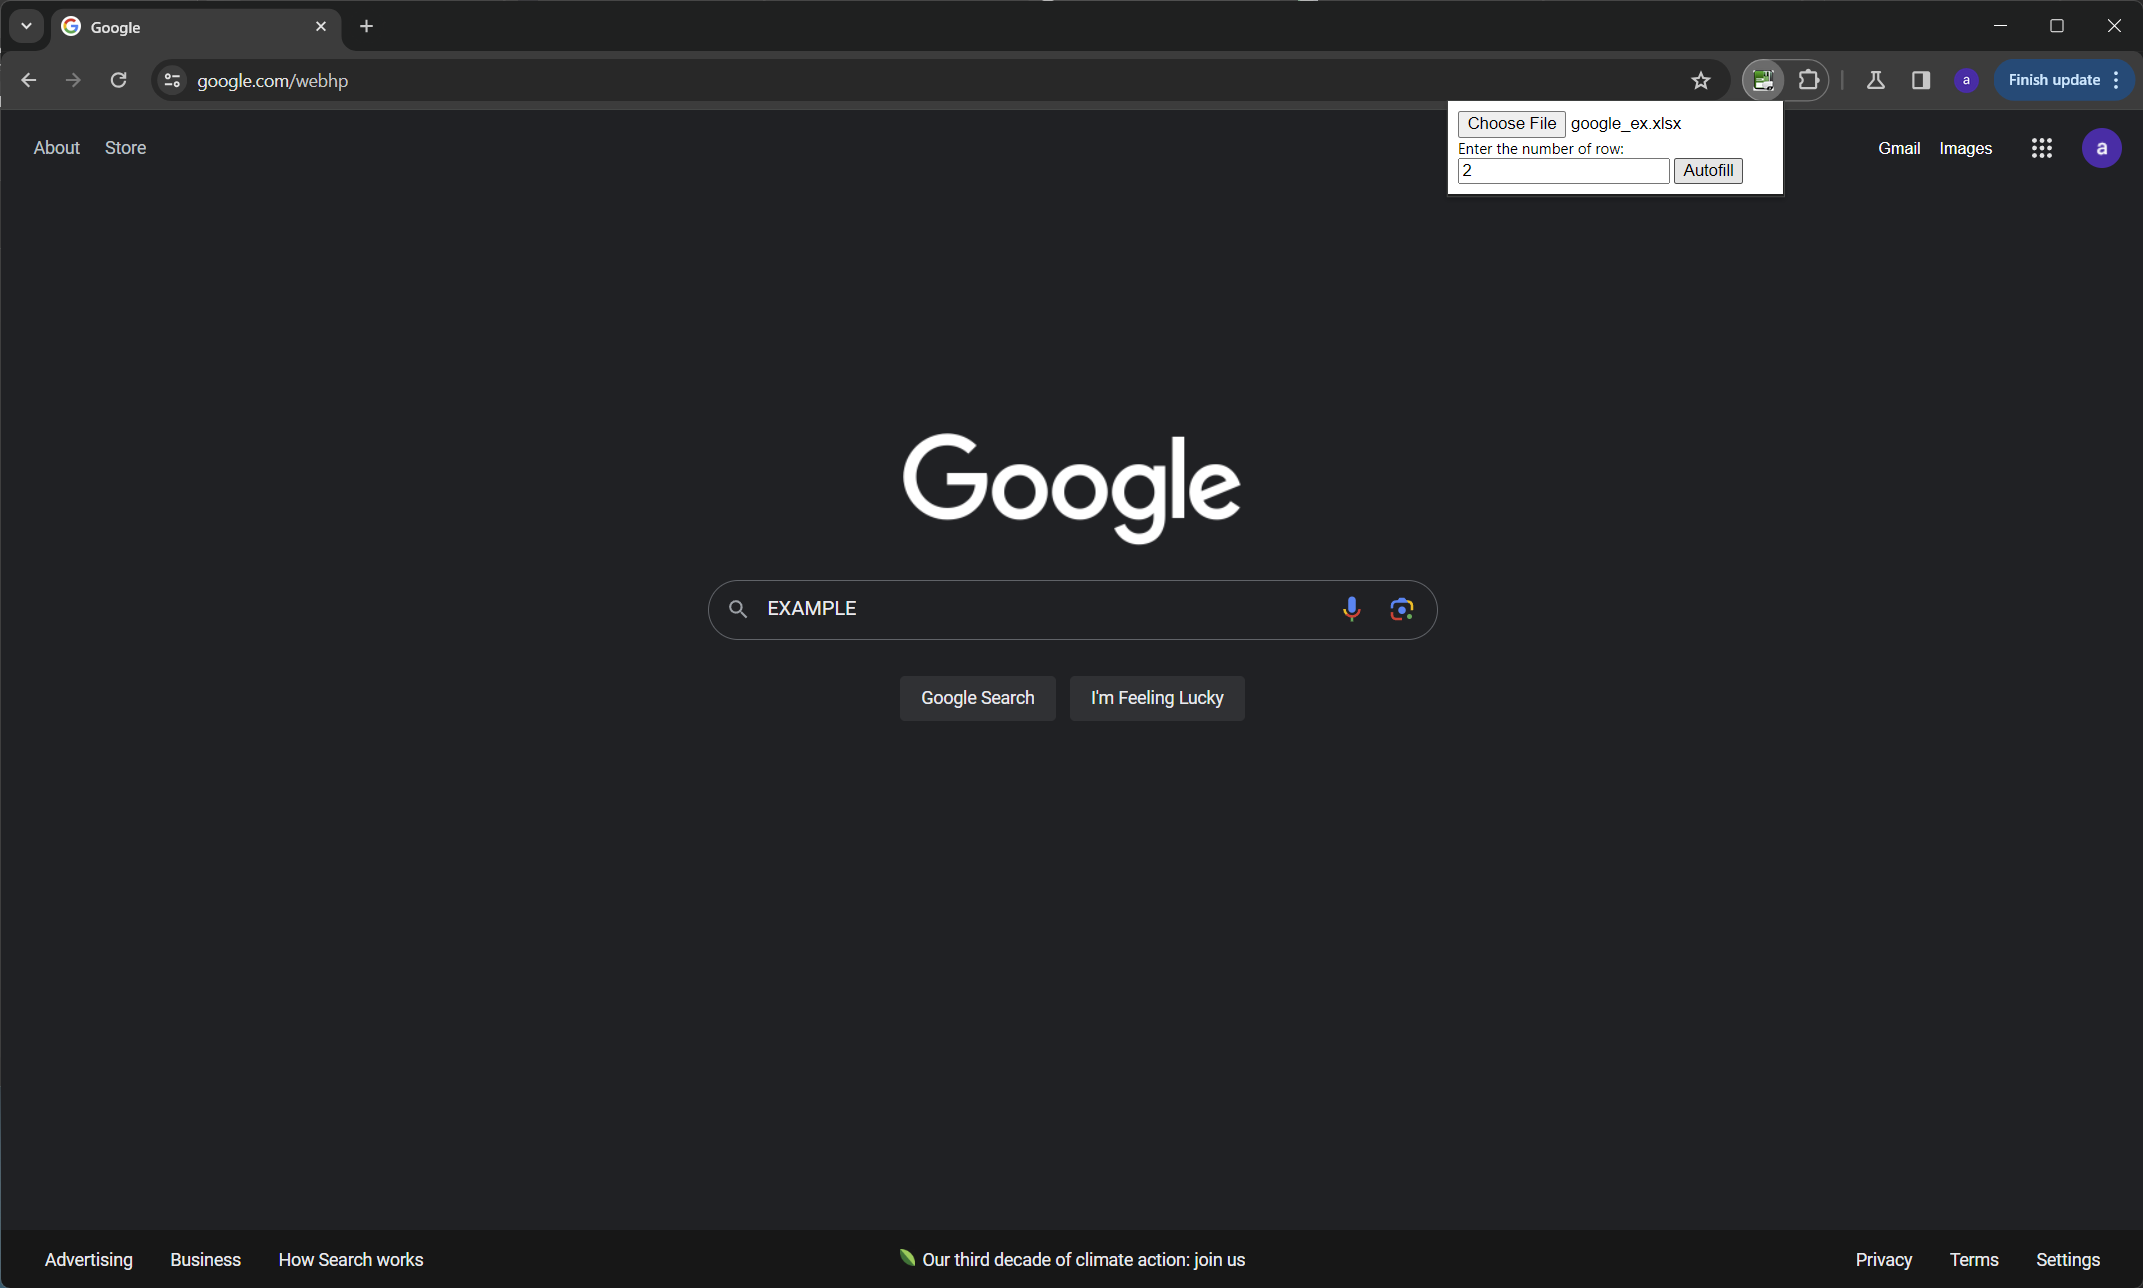 Google
google.com/webhp
a
Finish update
Choose File google_ex.xlsx
Enter the number of row:
2 Autofill
About Store
Gmail Images a
Google
EXAMPLE
Google Search I'm Feeling Lucky
Advertising Business How Search works
Our third decade of climate action: join us
Privacy Terms Settings